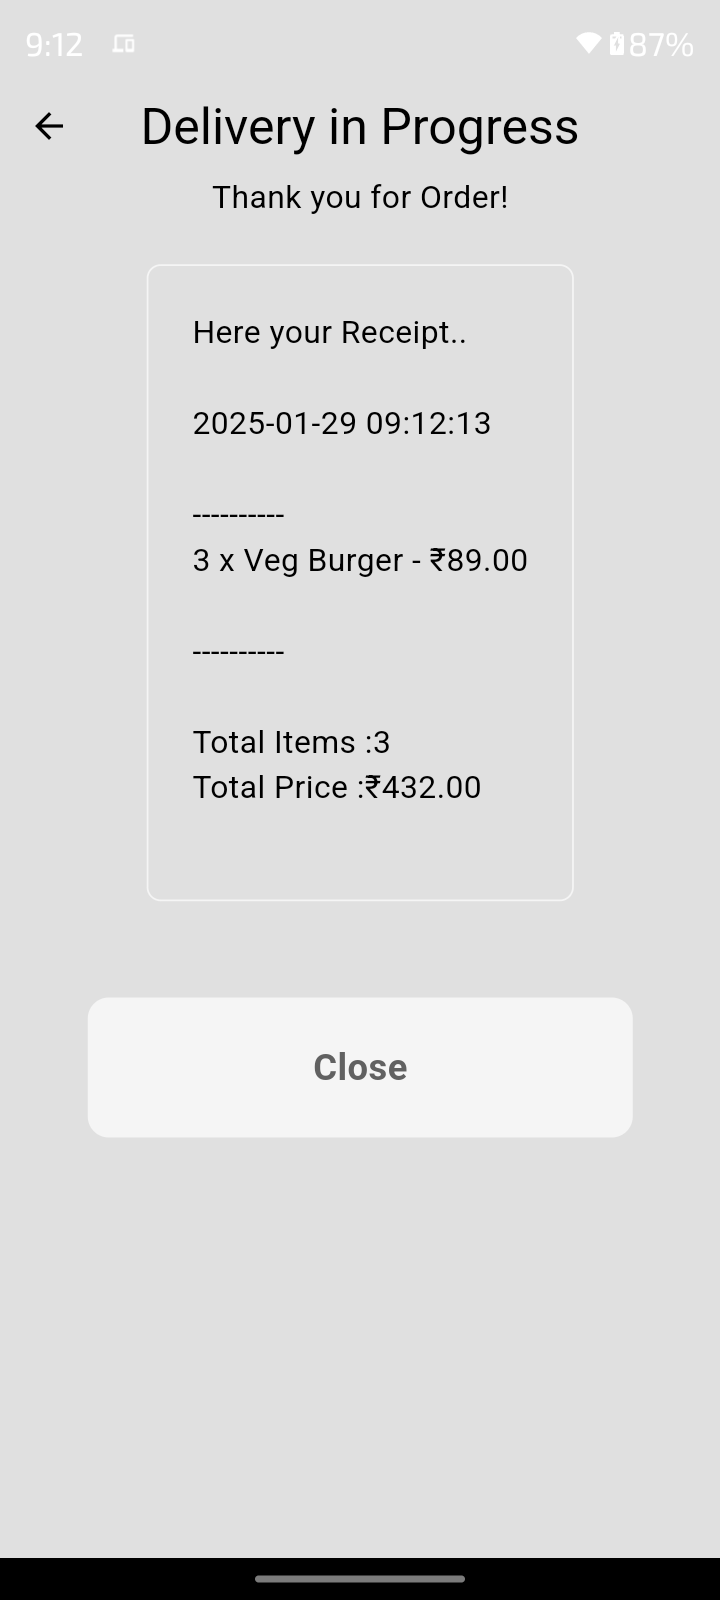 9:12 87%
Delivery in Progress
Thank you for Order!
Here your Receipt..
2025-01-29 09:12:13
----------
3 x Veg Burger - ₹89.00
----------
Total Items :3
Total Price :₹432.00
Close